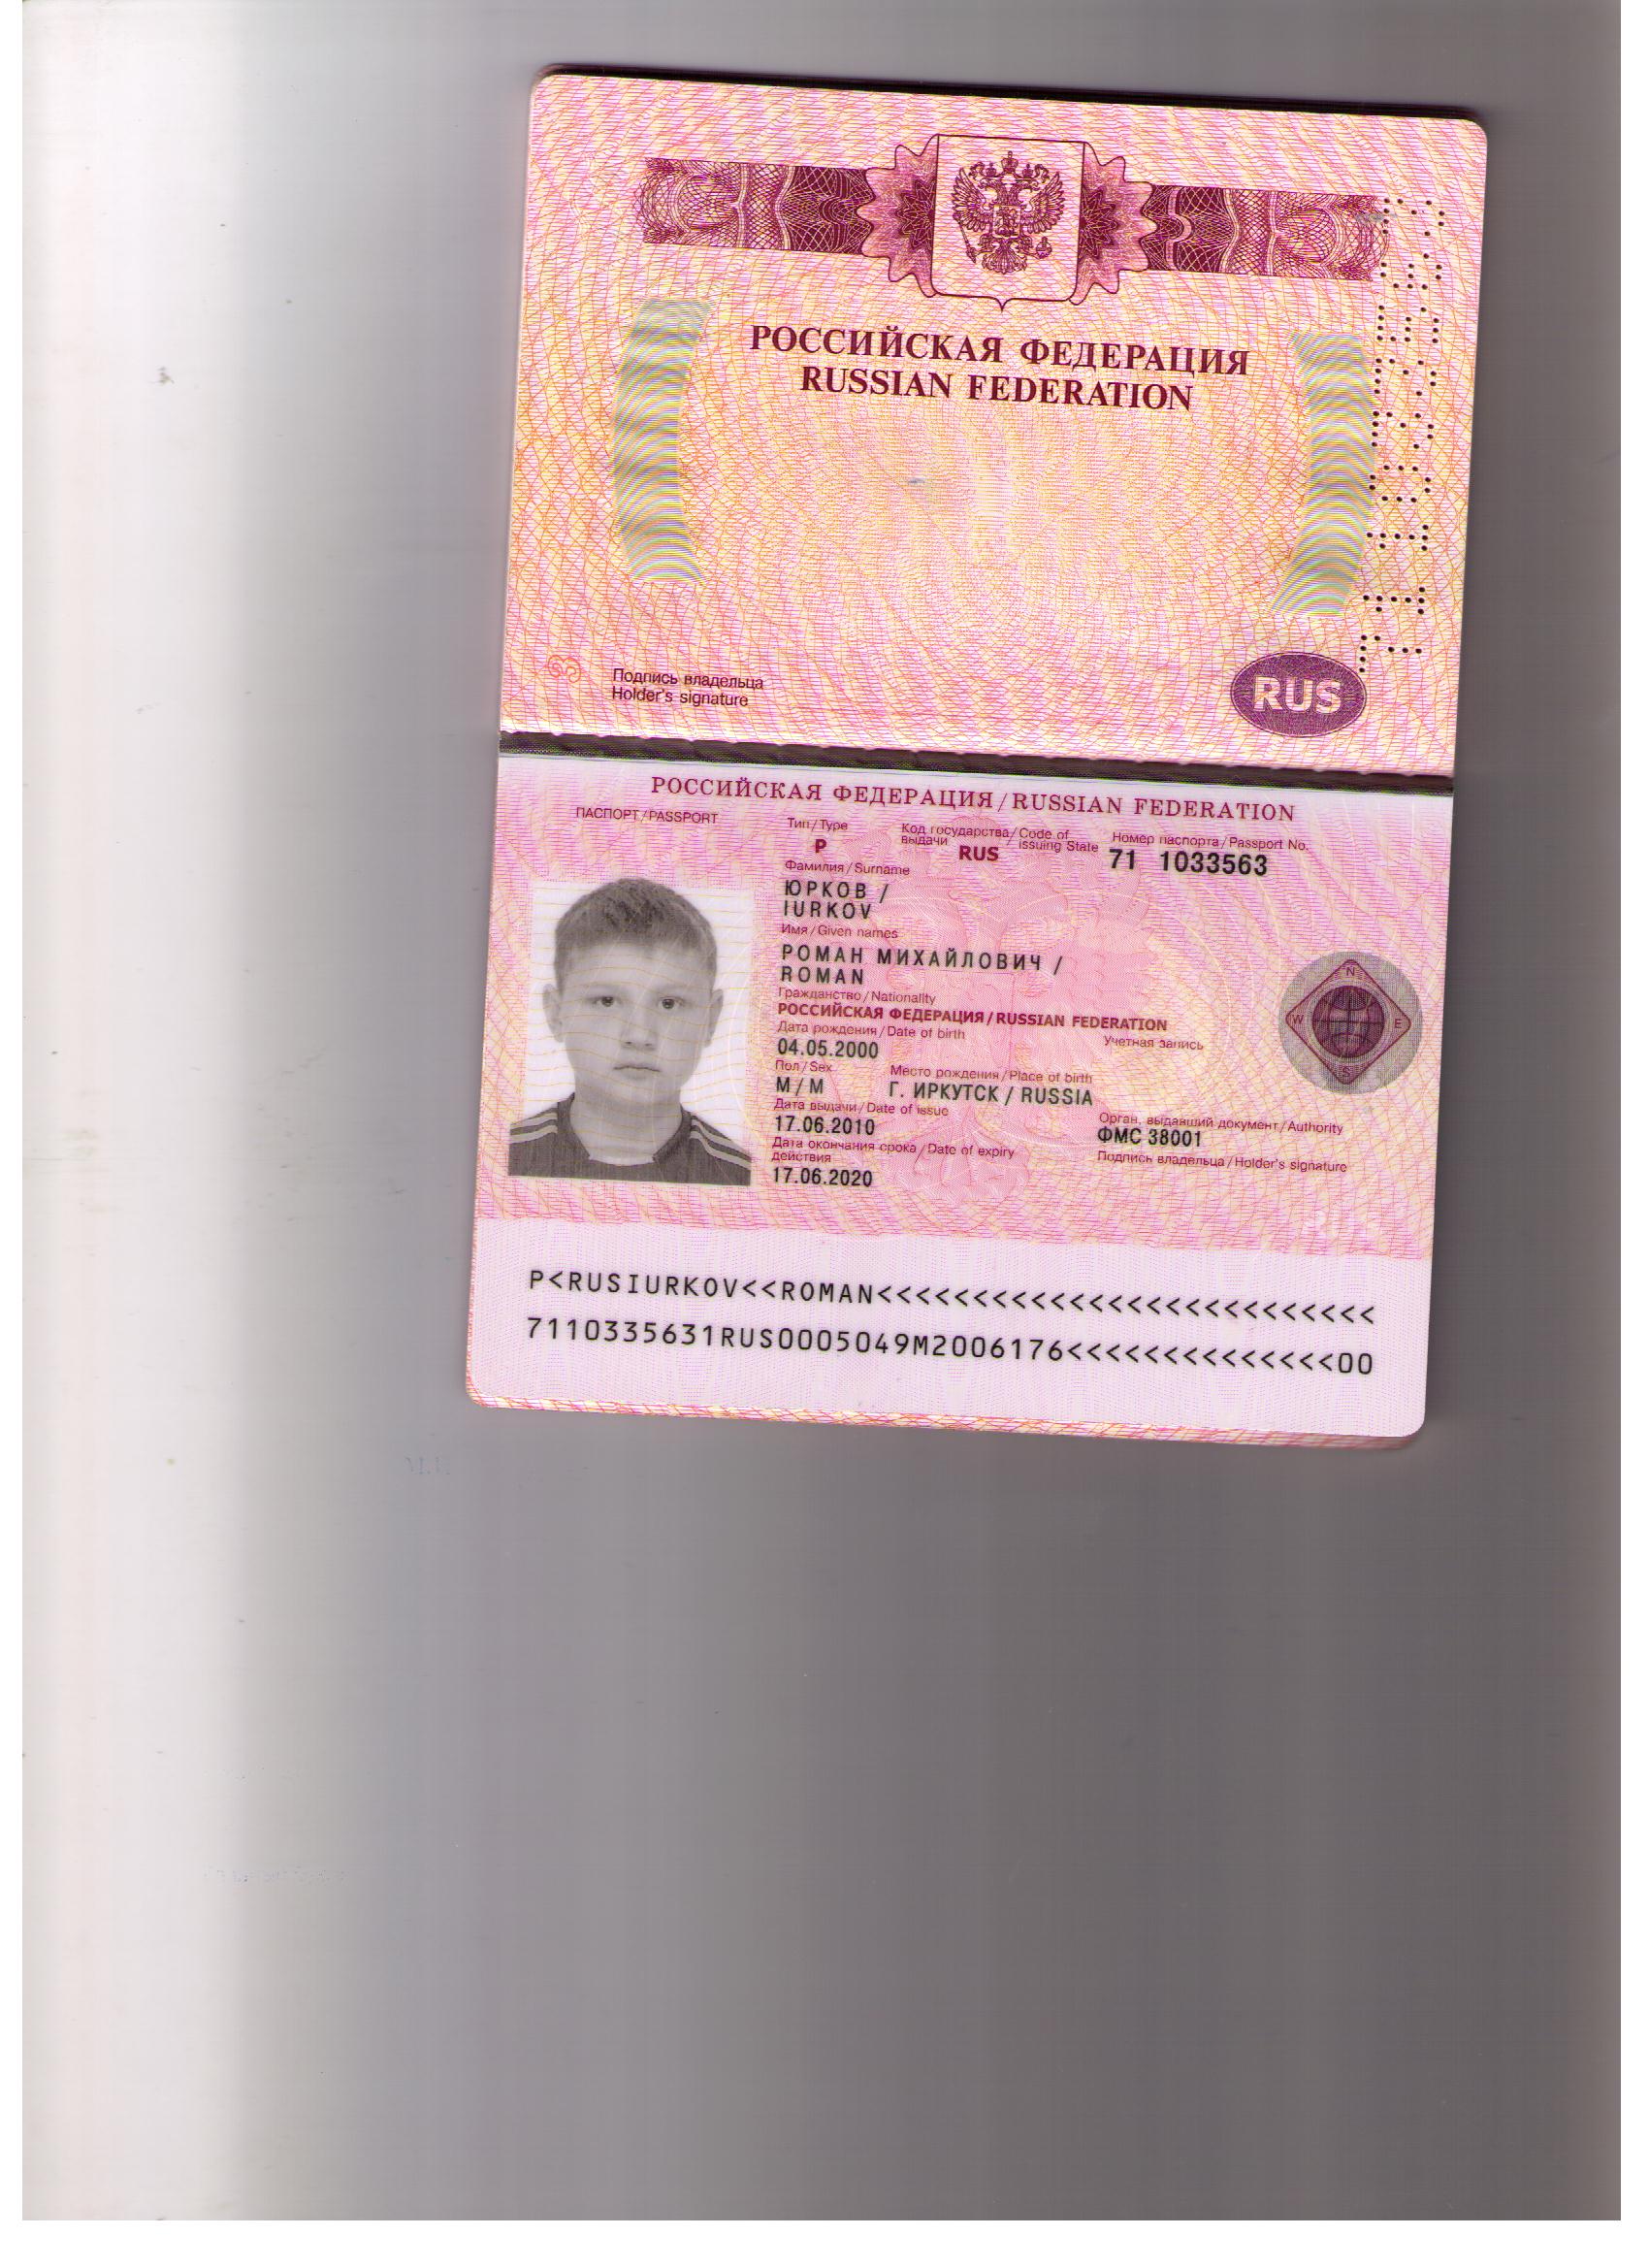 РОССИЙСКАЯ ФЕДЕРАЦИЯ
RUSSIAN FEDERATION
Подпись владельца
Holder's signature
RUS
РОССИЙСКАЯ ФЕДЕРАЦИЯ/RUSSIAN FEDERATION
ПАСПОРТ/PASSPORT
Тип/Type
Код государства/Code of
выдачи issuing State
Номер паспорта/Passport No.
P
RUS
71 1033563
Фамилия/Surname
ЮРКОВ /
IURKOV
Имя/Given names
РОМАН МИХАЙЛОВИЧ /
ROMAN
Гражданство/Nationality
РОССИЙСКАЯ ФЕДЕРАЦИЯ/RUSSIAN FEDERATION
Дата рождения/Date of birth
Учетная запись
04.05.2000
Пол/Sex
Место рождения/Place of birth
М/M
Г. ИРКУТСК / RUSSIA
Дата выдачи/Date of issue
Орган, выдавший документ/Authority
17.06.2010
ФМС 38001
Дата окончания срока/Date of expiry
действия
Подпись владельца/Holder's signature
17.06.2020
N
W
E
S
RUS
P<RUSIURKOV<<ROMAN<<<<<<<<<<<<<<<<<<<<<<<<<<
7110335631RUS0005049M2006176<<<<<<<<<<<<<<00